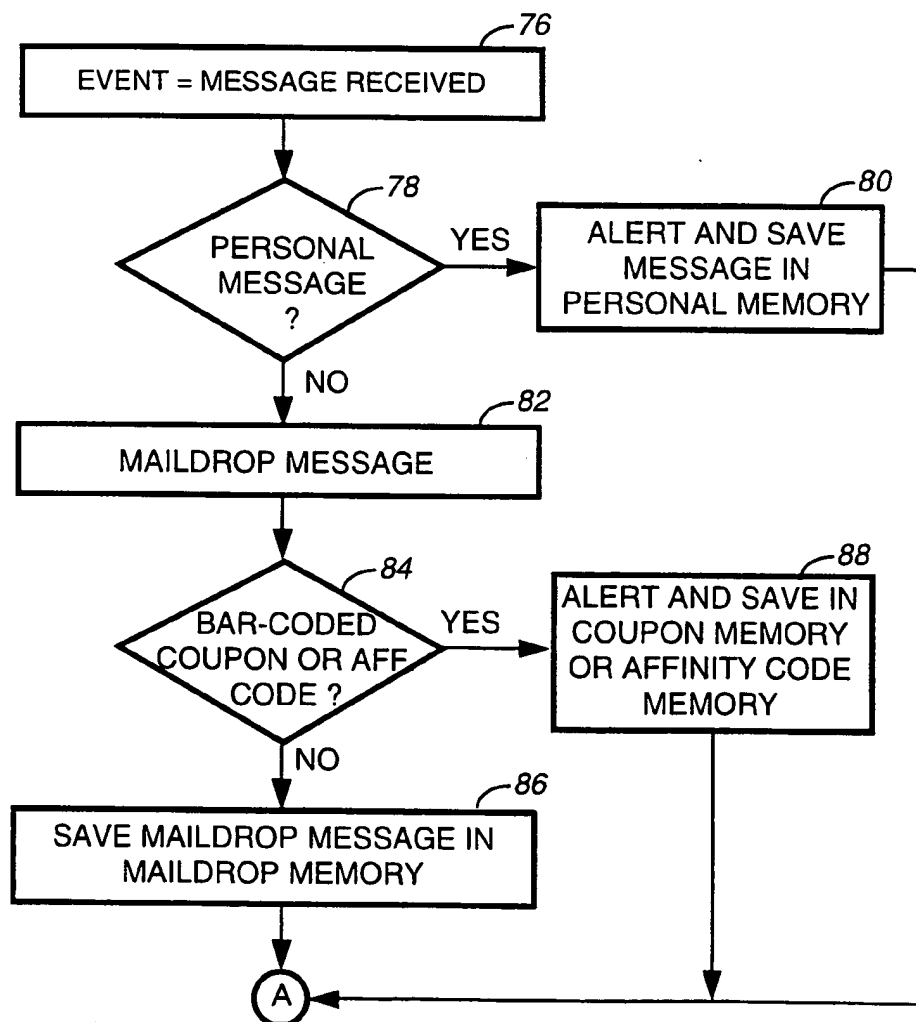 76
EVENT = MESSAGE RECEIVED
78
PERSONAL
MESSAGE
?
YES
80
ALERT AND SAVE
MESSAGE IN
PERSONAL MEMORY
NO
82
MAILDROP MESSAGE
84
BAR-CODED
COUPON OR AFF
CODE ?
YES
88
ALERT AND SAVE IN
COUPON MEMORY
OR AFFINITY CODE
MEMORY
NO
86
SAVE MAILDROP MESSAGE IN
MAILDROP MEMORY
A